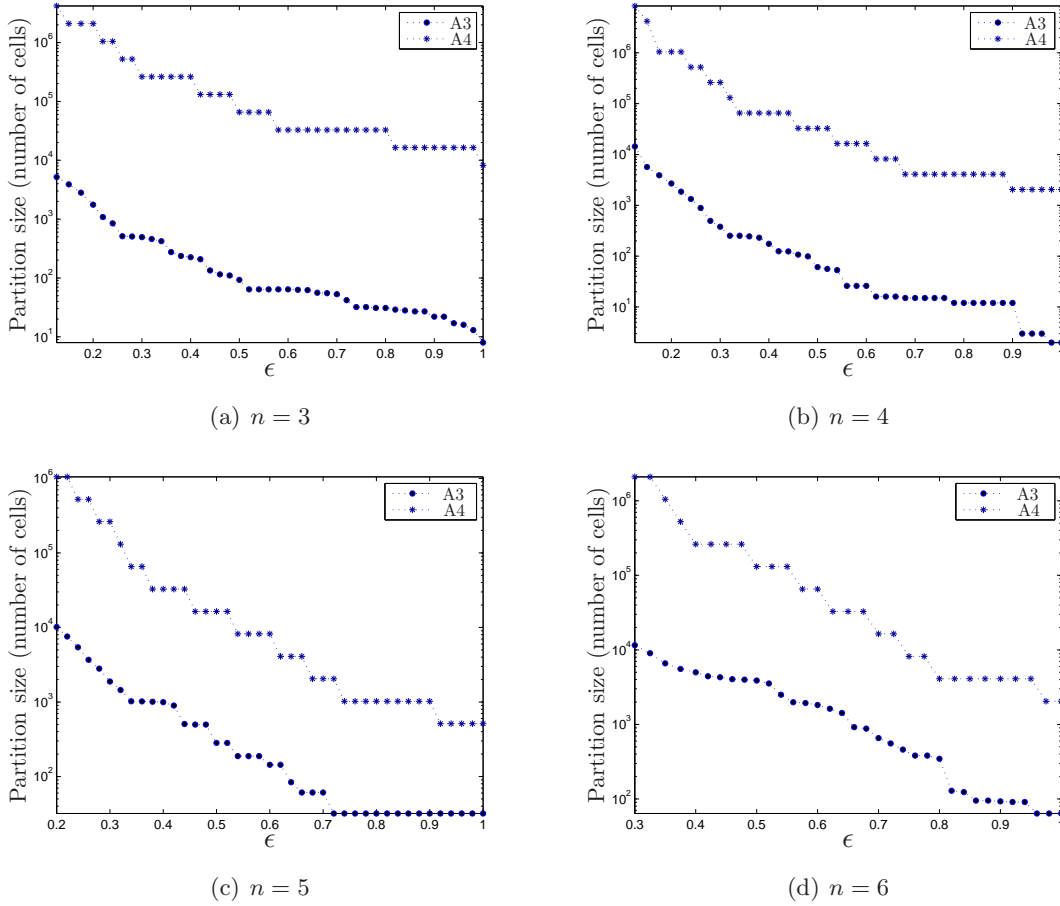 Partition size (number of cells)
10^6
10^5
10^4
10^3
10^2
10^1
A3
A4
0.2 0.3 0.4 0.5 0.6 0.7 0.8 0.9 1
ϵ
(a) n = 3
Partition size (number of cells)
10^6
10^5
10^4
10^3
10^2
10^1
A3
A4
0.2 0.3 0.4 0.5 0.6 0.7 0.8 0.9
ϵ
(b) n = 4
Partition size (number of cells)
10^6
10^5
10^4
10^3
10^2
A3
A4
0.2 0.3 0.4 0.5 0.6 0.7 0.8 0.9 1
ϵ
(c) n = 5
Partition size (number of cells)
10^6
10^5
10^4
10^3
10^2
A3
A4
0.3 0.4 0.5 0.6 0.7 0.8 0.9
ϵ
(d) n = 6